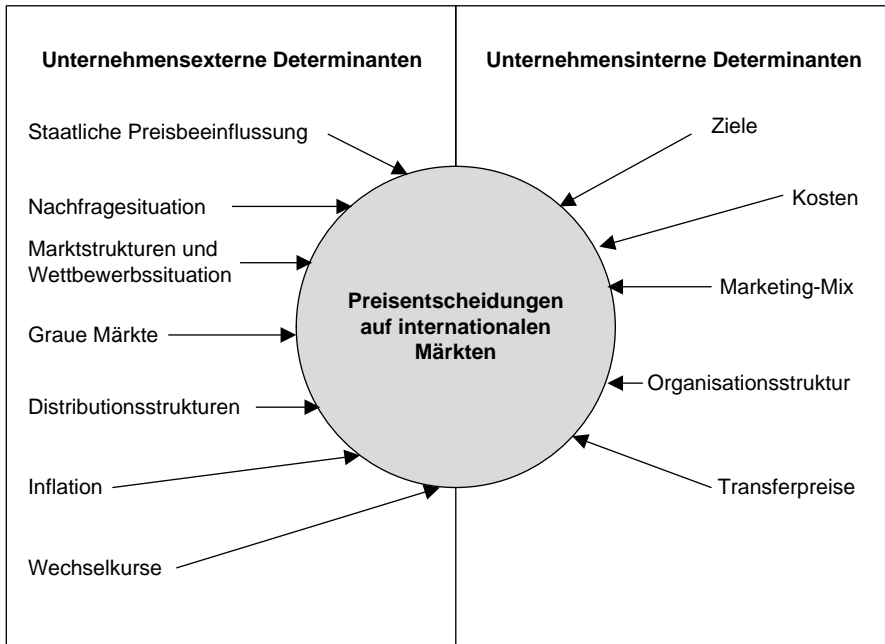 Unternehmensexterne Determinanten
Staatliche Preisbeeinflussung
Nachfragesituation
Marktstrukturen und
Wettbewerbssituation
Graue Märkte
Distributionsstrukturen
Inflation
Wechselkurse
Preisentscheidungen
auf internationalen
Märkten
Unternehmensinterne Determinanten
Ziele
Kosten
Marketing-Mix
Organisationsstruktur
Transferpreise